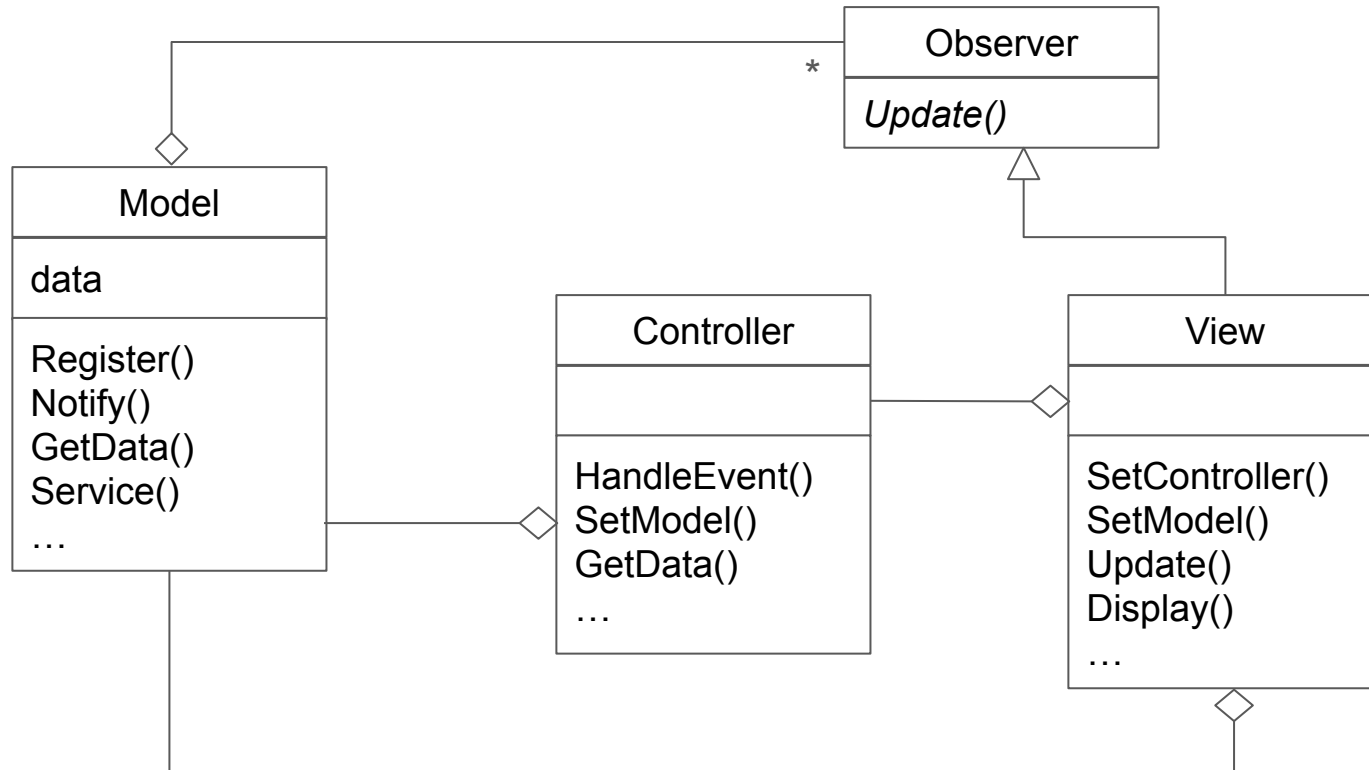 Observer
*
Update()
Model
data
Register()
Notify()
GetData()
Service()
…
Controller
HandleEvent()
SetModel()
GetData()
…
View
SetController()
SetModel()
Update()
Display()
…